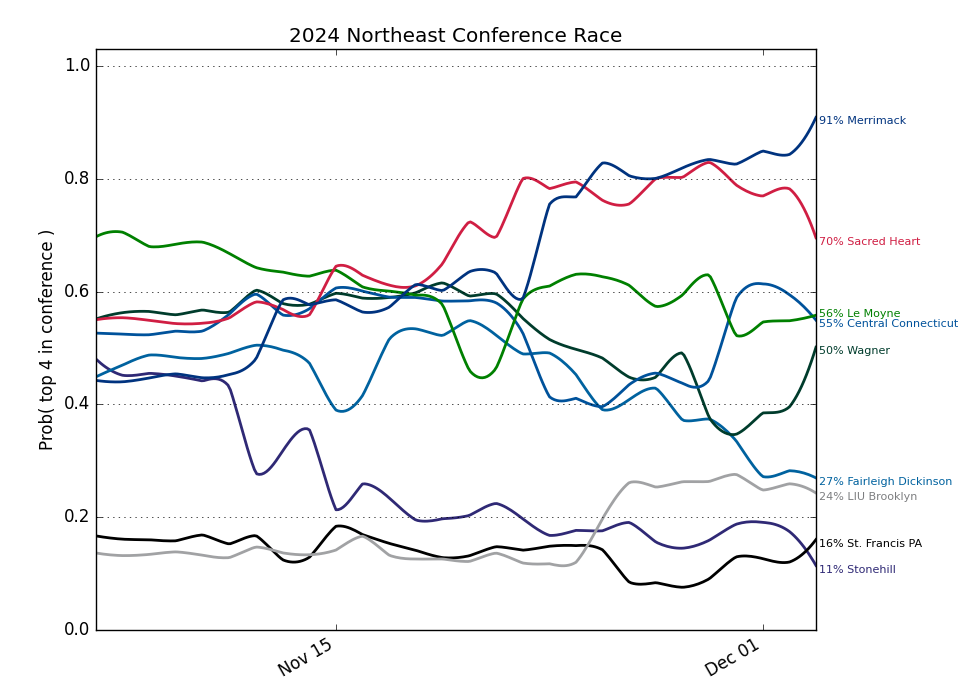 2024 Northeast Conference Race
Prob( top 4 in conference )
1.0
0.8
0.6
0.4
0.2
0.0
Nov 15
Dec 01
91% Merrimack
70% Sacred Heart
56% Le Moyne
55% Central Connecticut
50% Wagner
27% Fairleigh Dickinson
24% LIU Brooklyn
16% St. Francis PA
11% Stonehill